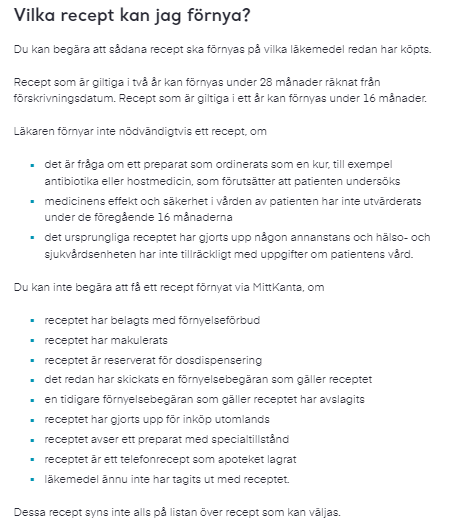 Vilka recept kan jag förnya?
Du kan begära att sådana recept ska förnyas på vilka läkemedel redan har köpts.
Recept som är giltiga i två år kan förnyas under 28 månader räknat från
förskrivningsdatum. Recept som är giltiga i ett år kan förnyas under 16 månader.
Läkaren förnyar inte nödvändigtvis ett recept, om
det är fråga om ett preparat som ordinerats som en kur, till exempel
antibiotika eller hostmedicin, som förutsätter att patienten undersöks
medicinens effekt och säkerhet i vården av patienten har inte utvärderats
under de föregående 16 månaderna
det ursprungliga receptet har gjorts upp någon annanstans och hälso- och
sjukvårdsenheten har inte tillräckligt med uppgifter om patientens vård.
Du kan inte begära att få ett recept förnyat via MittKanta, om
receptet har belagts med förnyelseförbud
receptet har makulerats
receptet är reserverat för dosdispensering
det redan har skickats en förnyelsebegäran som gäller receptet
en tidigare förnyelsebegäran som gäller receptet har avslagits
receptet har gjorts upp för inköp utomlands
receptet avser ett preparat med specialtillstånd
receptet är ett telefonrecept som apoteket lagrat
läkemedel ännu inte har tagits ut med receptet.
Dessa recept syns inte alls på listan över recept som kan väljas.